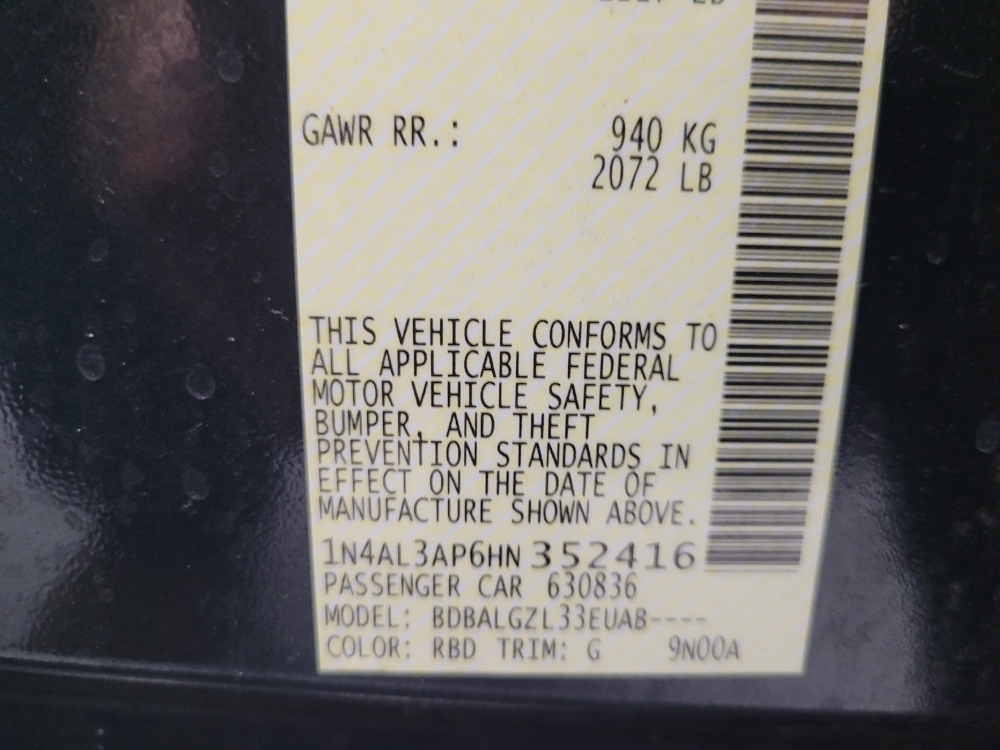 GAWR RR.: 940 KG
2072 LB
THIS VEHICLE CONFORMS TO
ALL APPLICABLE FEDERAL
MOTOR VEHICLE SAFETY,
BUMPER, AND THEFT
PREVENTION STANDARDS IN
EFFECT ON THE DATE OF
MANUFACTURE SHOWN ABOVE.
1N4AL3AP6HN352416
PASSENGER CAR 630836
MODEL: BDBALGZL33EUAB----
COLOR: RBD TRIM: G 9N00A